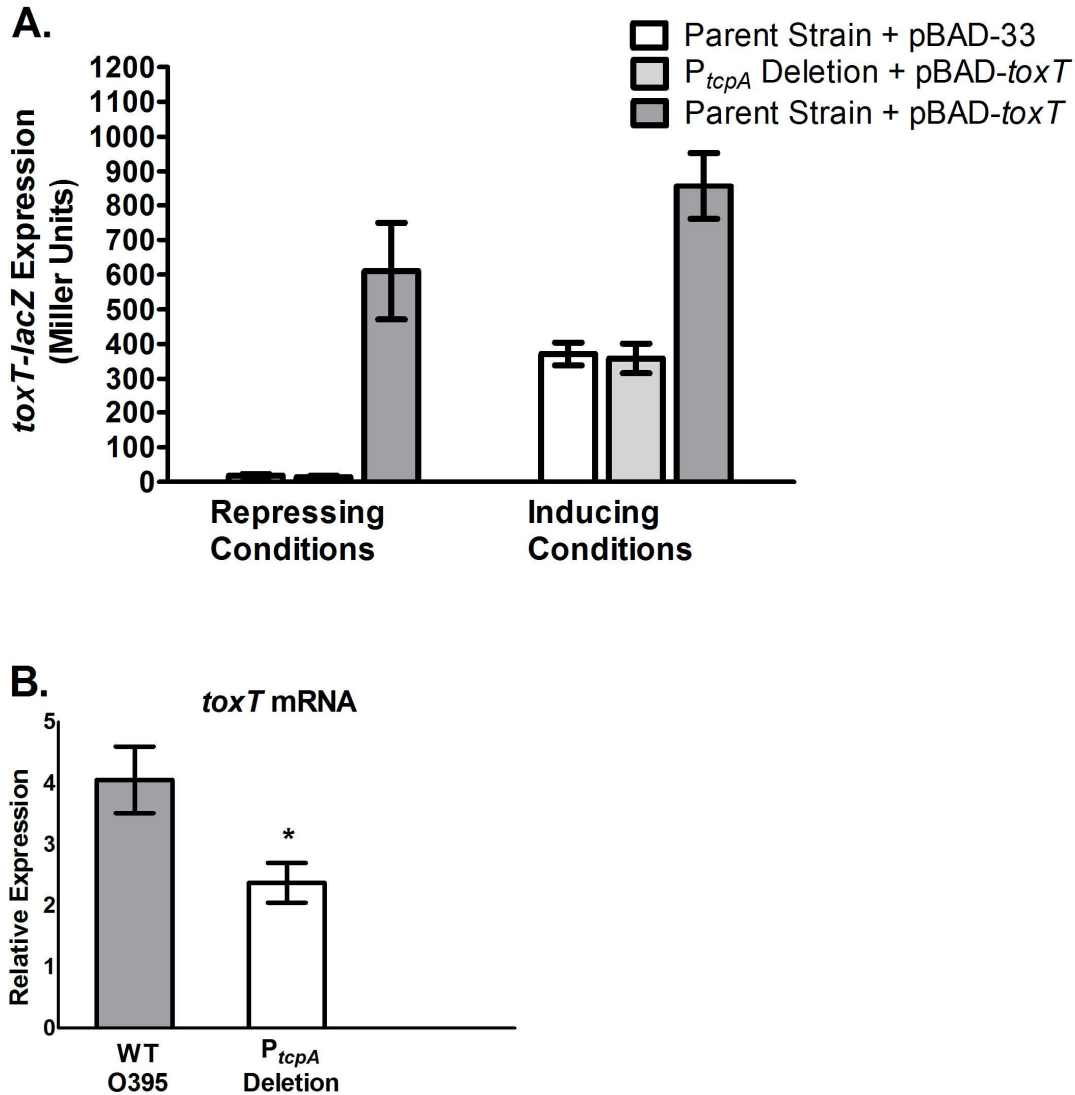 A.
Parent Strain + pBAD-33
PtcpA Deletion + pBAD-toxT
Parent Strain + pBAD-toxT
toxT-lacZ Expression
(Miller Units)
1200
1100
1000
900
800
700
600
500
400
300
200
100
0
Repressing
Conditions
Inducing
Conditions
B.
toxT mRNA
Relative Expression
5
4
3
2
1
0
*
WT
O395
PtcpA
Deletion